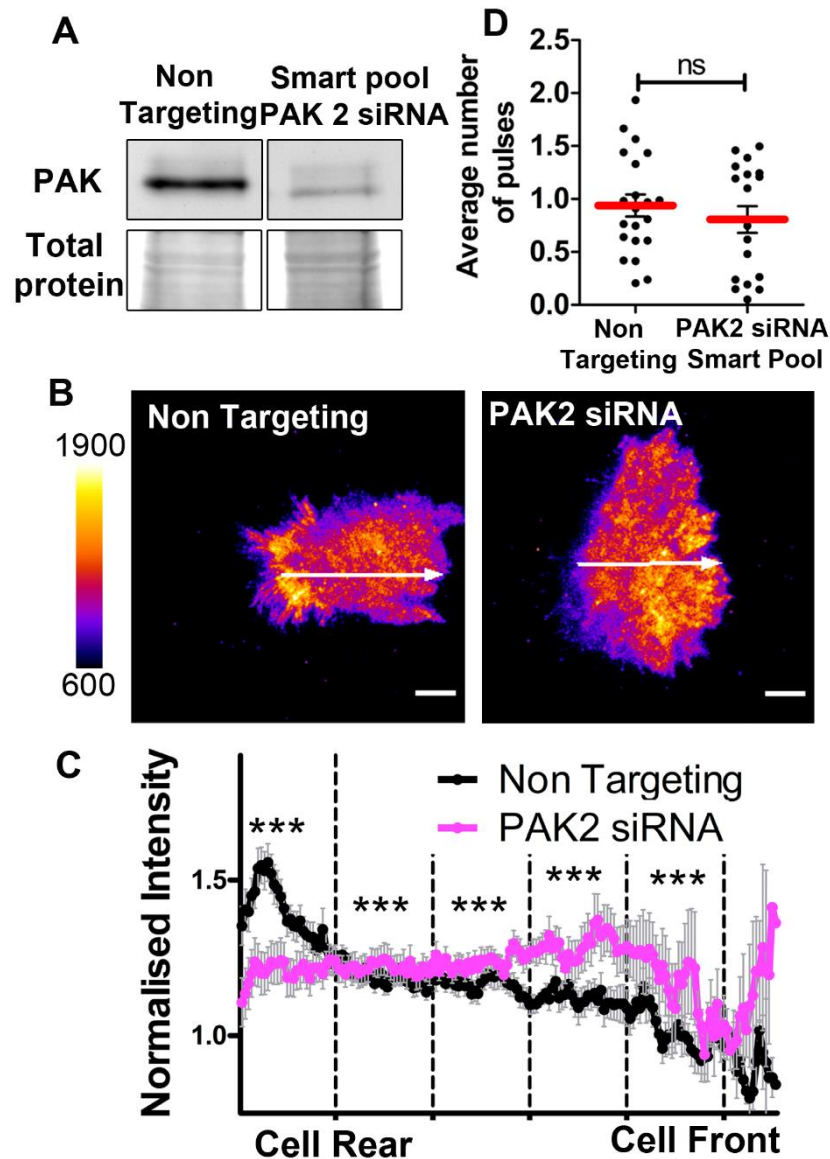 A
Non
Targeting
Smart pool
PAK 2 siRNA
PAK
Total
protein
D
Average number
of pulses
2.5
2.0
1.5
1.0
0.5
0.0
ns
Non
Targeting
PAK2 siRNA
Smart Pool
B
1900
600
Non Targeting
PAK2 siRNA
C
Normalised Intensity
1.5
1.0
Non Targeting
PAK2 siRNA
***
***
***
***
***
Cell Rear
Cell Front